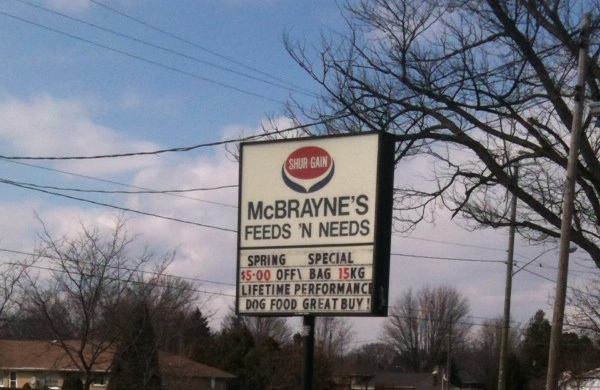 SHUR-GAIN
McBRAYNE'S
FEEDS 'N NEEDS
SPRING SPECIAL
$5-00 OFF\ BAG 15KG
LIFETIME PERFORMANCE
DOG FOOD GREAT BUY!